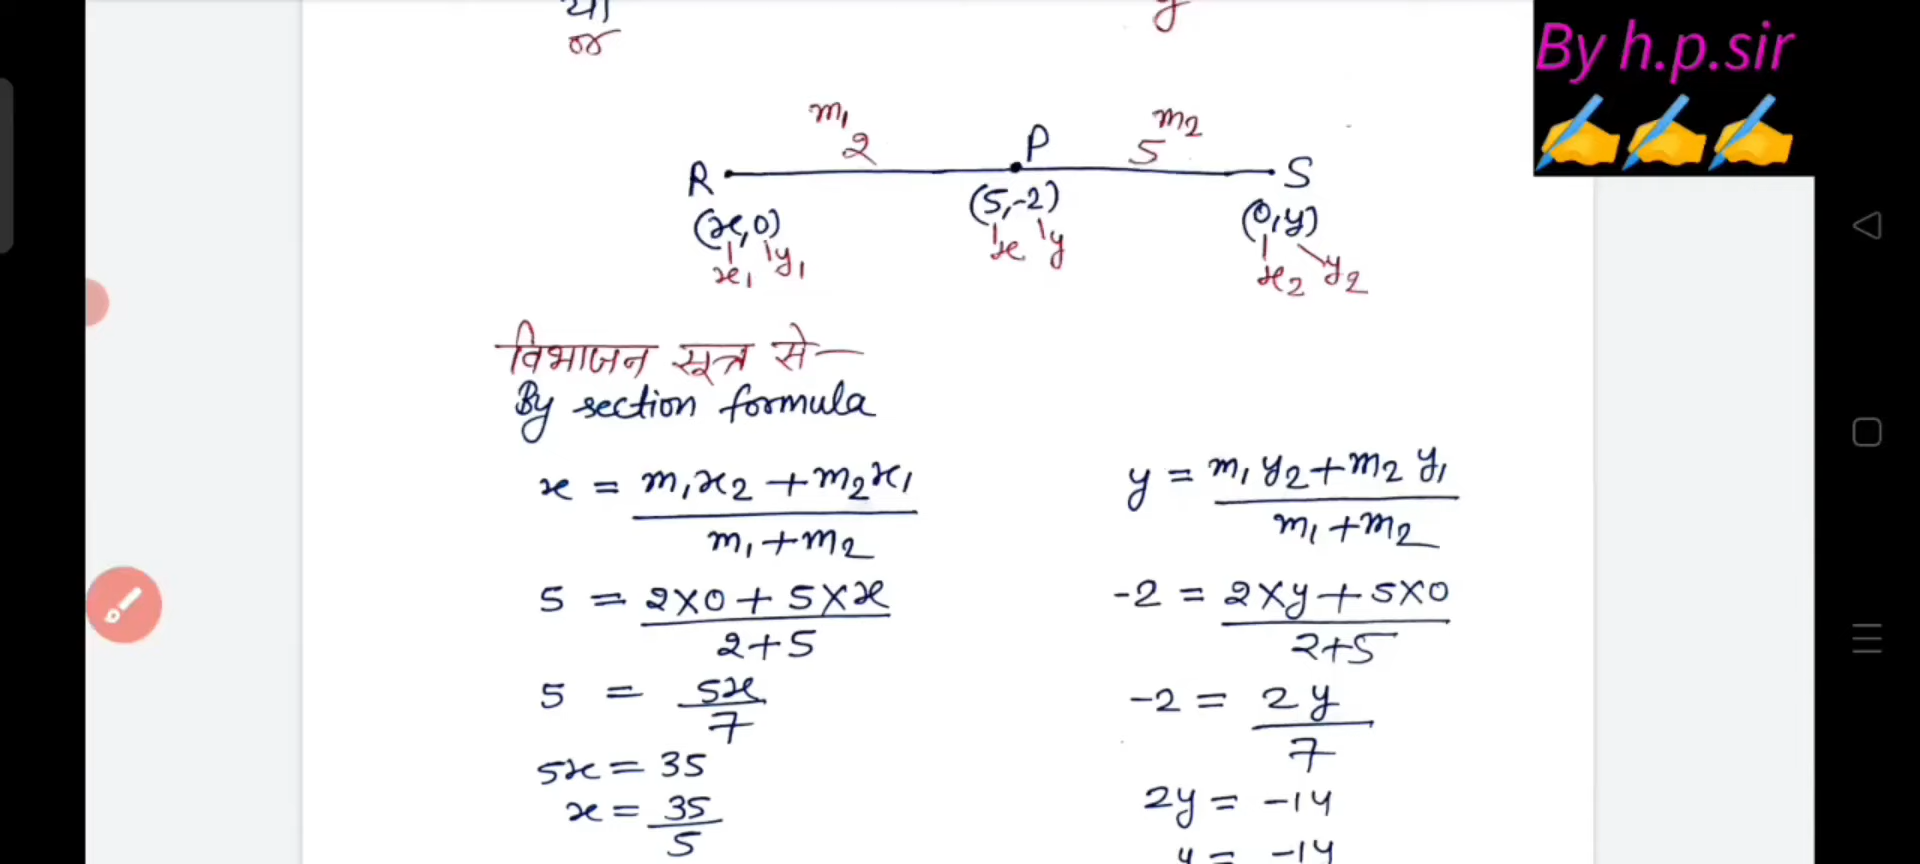 या
or
y
By h.p.sir
m₁ m₂
2 P 5
R S
(x,0) (5,-2) (0,y)
x₁ y₁ x y x₂ y₂
विभाजन सूत्र से—
By section formula
x = m₁x₂ + m₂x₁ / m₁+m₂
y = m₁y₂+m₂y₁ / m₁+m₂
5 = 2×0 + 5×x / 2+5
-2 = 2×y+5×0 / 2+5
5 = 5x / 7
-2 = 2y / 7
5x = 35
2y = -14
x = 35 / 5
y = -14